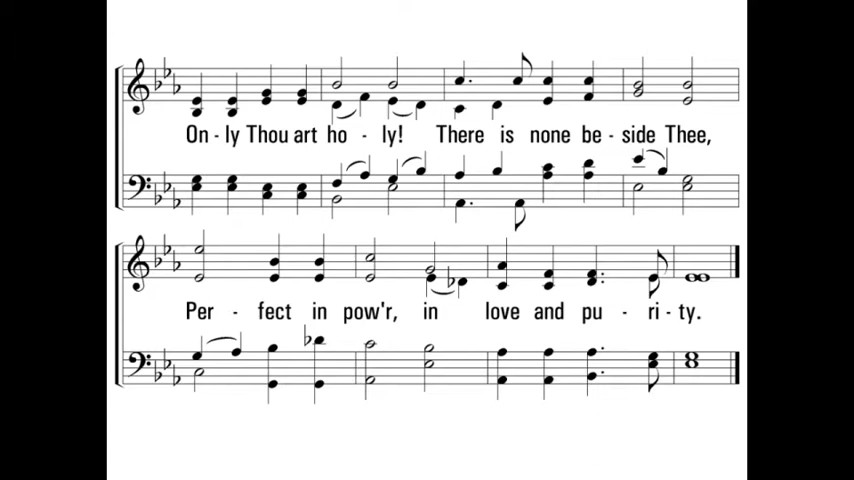 On - ly Thou art ho - ly! There is none be - side Thee,
Per - fect in pow'r, in love and pu - ri - ty.